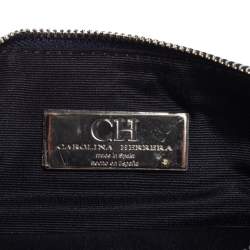 CH
CAROLINA HERRERA
made in Spain
hecho en España